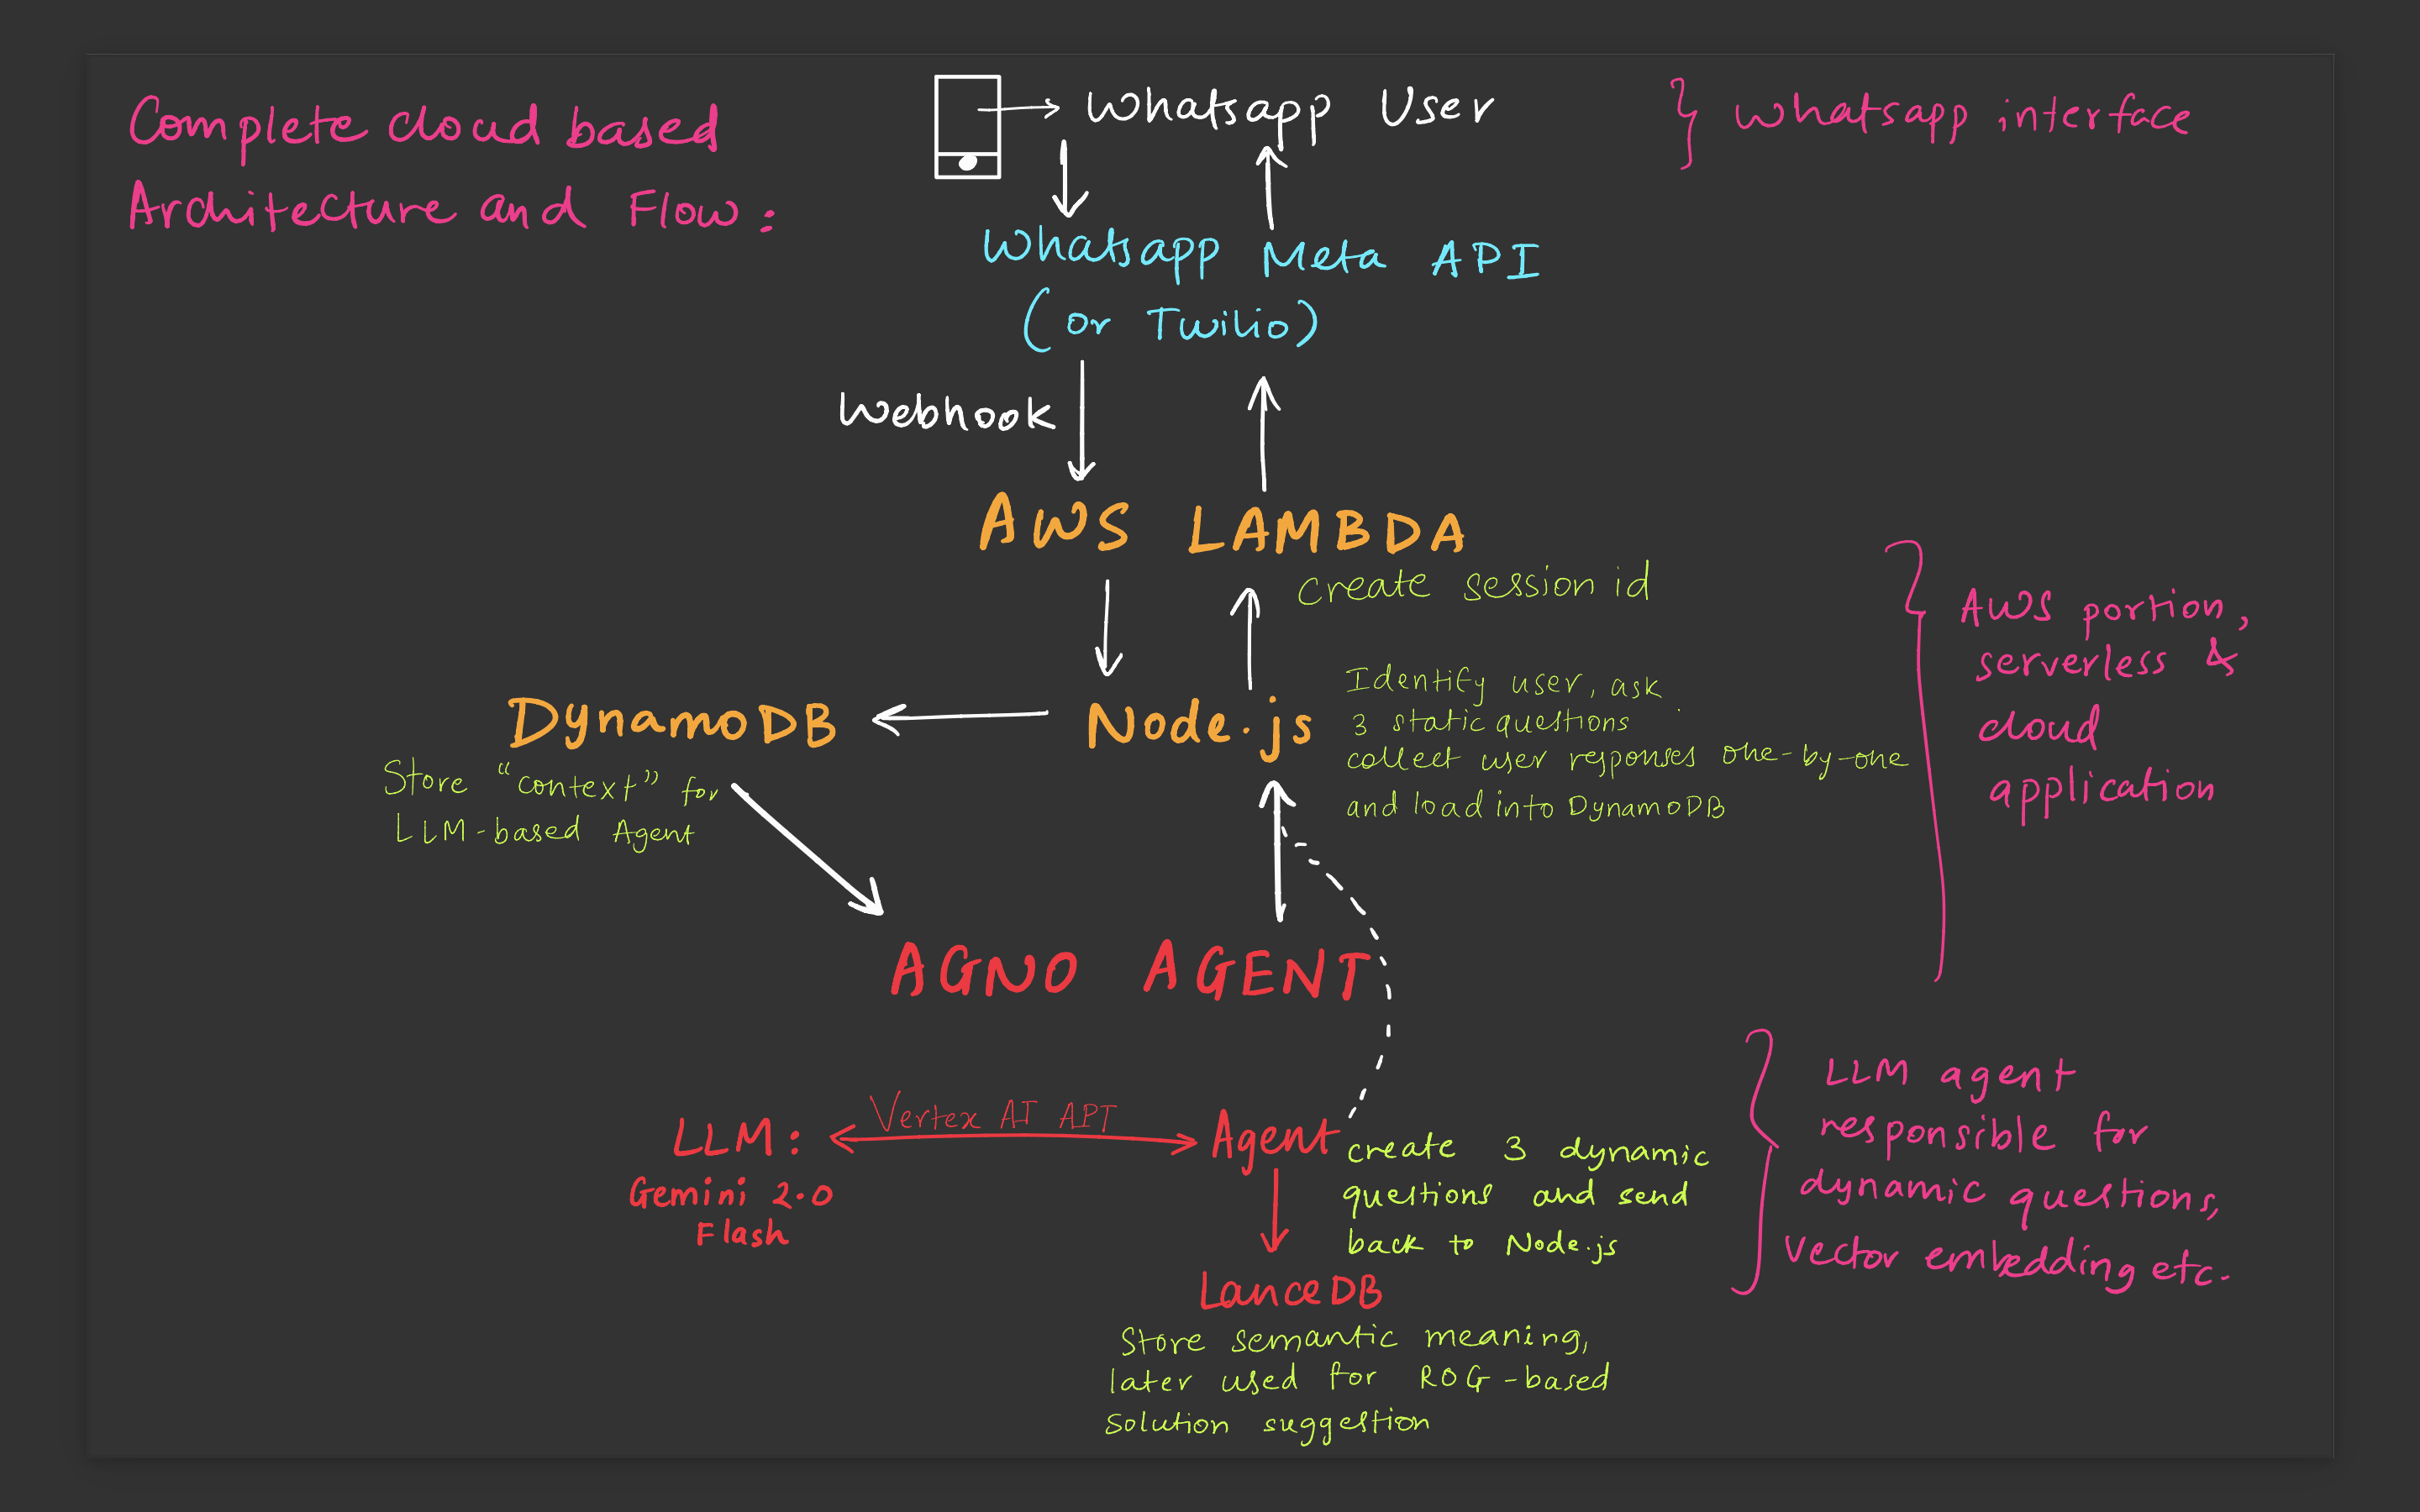 Complete cloud based
Architecture and Flow:
Whatsapp User
Whatsapp interface
Whatsapp Meta API
(or Twilio)
Webhook
AWS LAMBDA
Create session id
AWS portion,
serverless &
cloud
application
DynamoDB
Node.js
Identify user, ask
3 static questions
collect user responses one-by-one
and load into DynamoDB
Store "context" for
LLM-based Agent
AGNO AGENT
LLM:
Gemini 2.0
Flash
Vertex AI API
Agent
create 3 dynamic
questions and send
back to Node.js
LLM agent
responsible for
dynamic questions,
vector embedding etc.
LanceDB
Store semantic meaning,
later used for ROG-based
solution suggestion